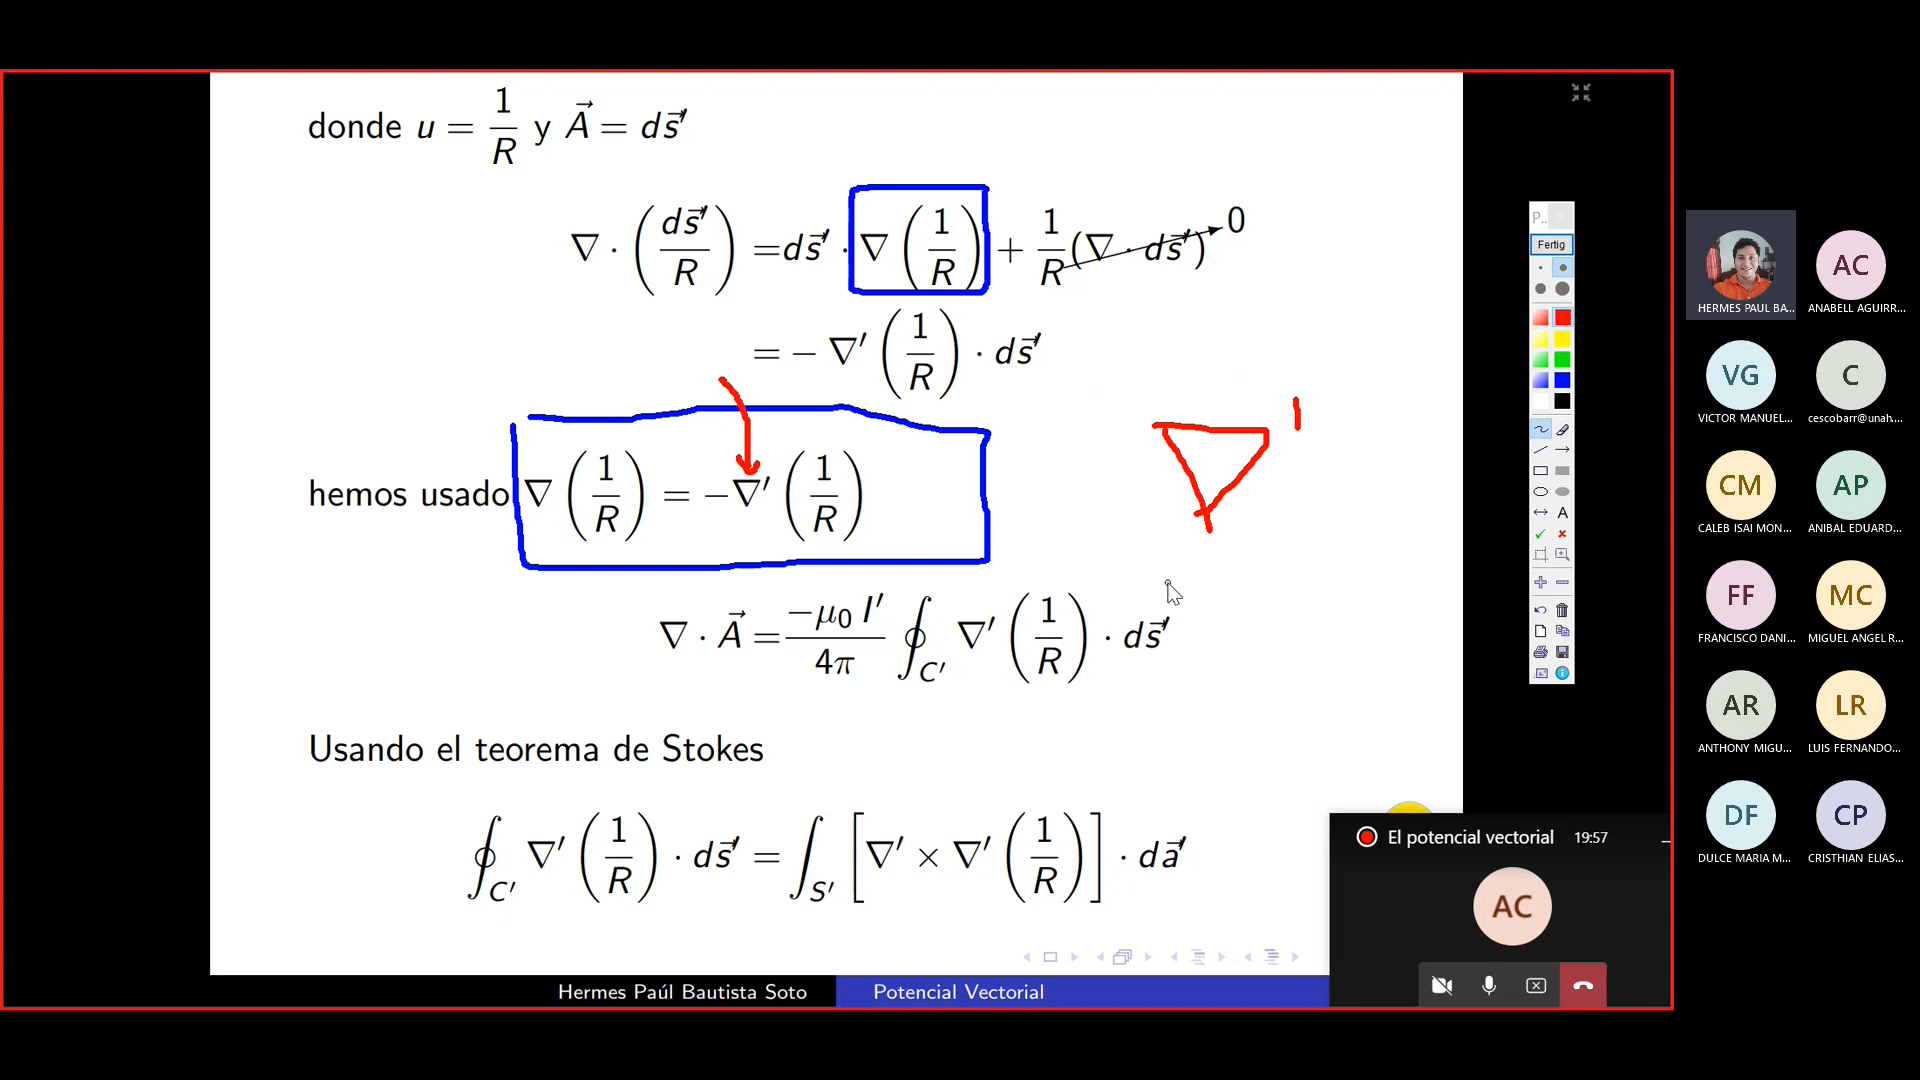 donde u = 1/R y A⃗ = ds⃗′
∇ · (ds⃗′/R) = ds⃗′ · ∇(1/R) + 1/R (∇ · ds⃗′) 0
= − ∇′(1/R) · ds⃗′
hemos usado ∇(1/R) = −∇′(1/R)
∇ · A⃗ = −μ₀ I′/4π ∮_C′ ∇′(1/R) · ds⃗′
Usando el teorema de Stokes
∮_C′ ∇′(1/R) · ds⃗′ = ∫_S′ [∇′ × ∇′(1/R)] · da⃗′
Hermes Paúl Bautista Soto
Potencial Vectorial
∇ ′
P...
Fertig
A
El potencial vectorial 19:57
AC
HERMES PAUL BA...
AC
ANABELL AGUIRR...
VG
VICTOR MANUEL...
C
cescobarr@unah...
CM
CALEB ISAI MON...
AP
ANIBAL EDUARD...
FF
FRANCISCO DANI...
MC
MIGUEL ANGEL R...
AR
ANTHONY MIGU...
LR
LUIS FERNANDO...
DF
DULCE MARIA M...
CP
CRISTHIAN ELIAS...